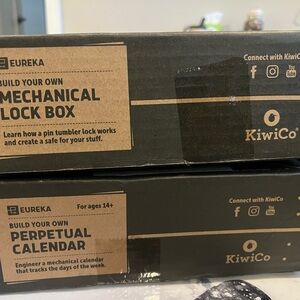 EUREKA
BUILD YOUR OWN
MECHANICAL
LOCK BOX
Learn how a pin tumbler lock works
and create a safe for your stuff.
Connect with KiwiC
KiwiCo
EUREKA
For ages 14+
BUILD YOUR OWN
PERPETUAL
CALENDAR
Engineer a mechanical calendar
that tracks the days of the week.
Connect with KiwiCo
KiwiCo